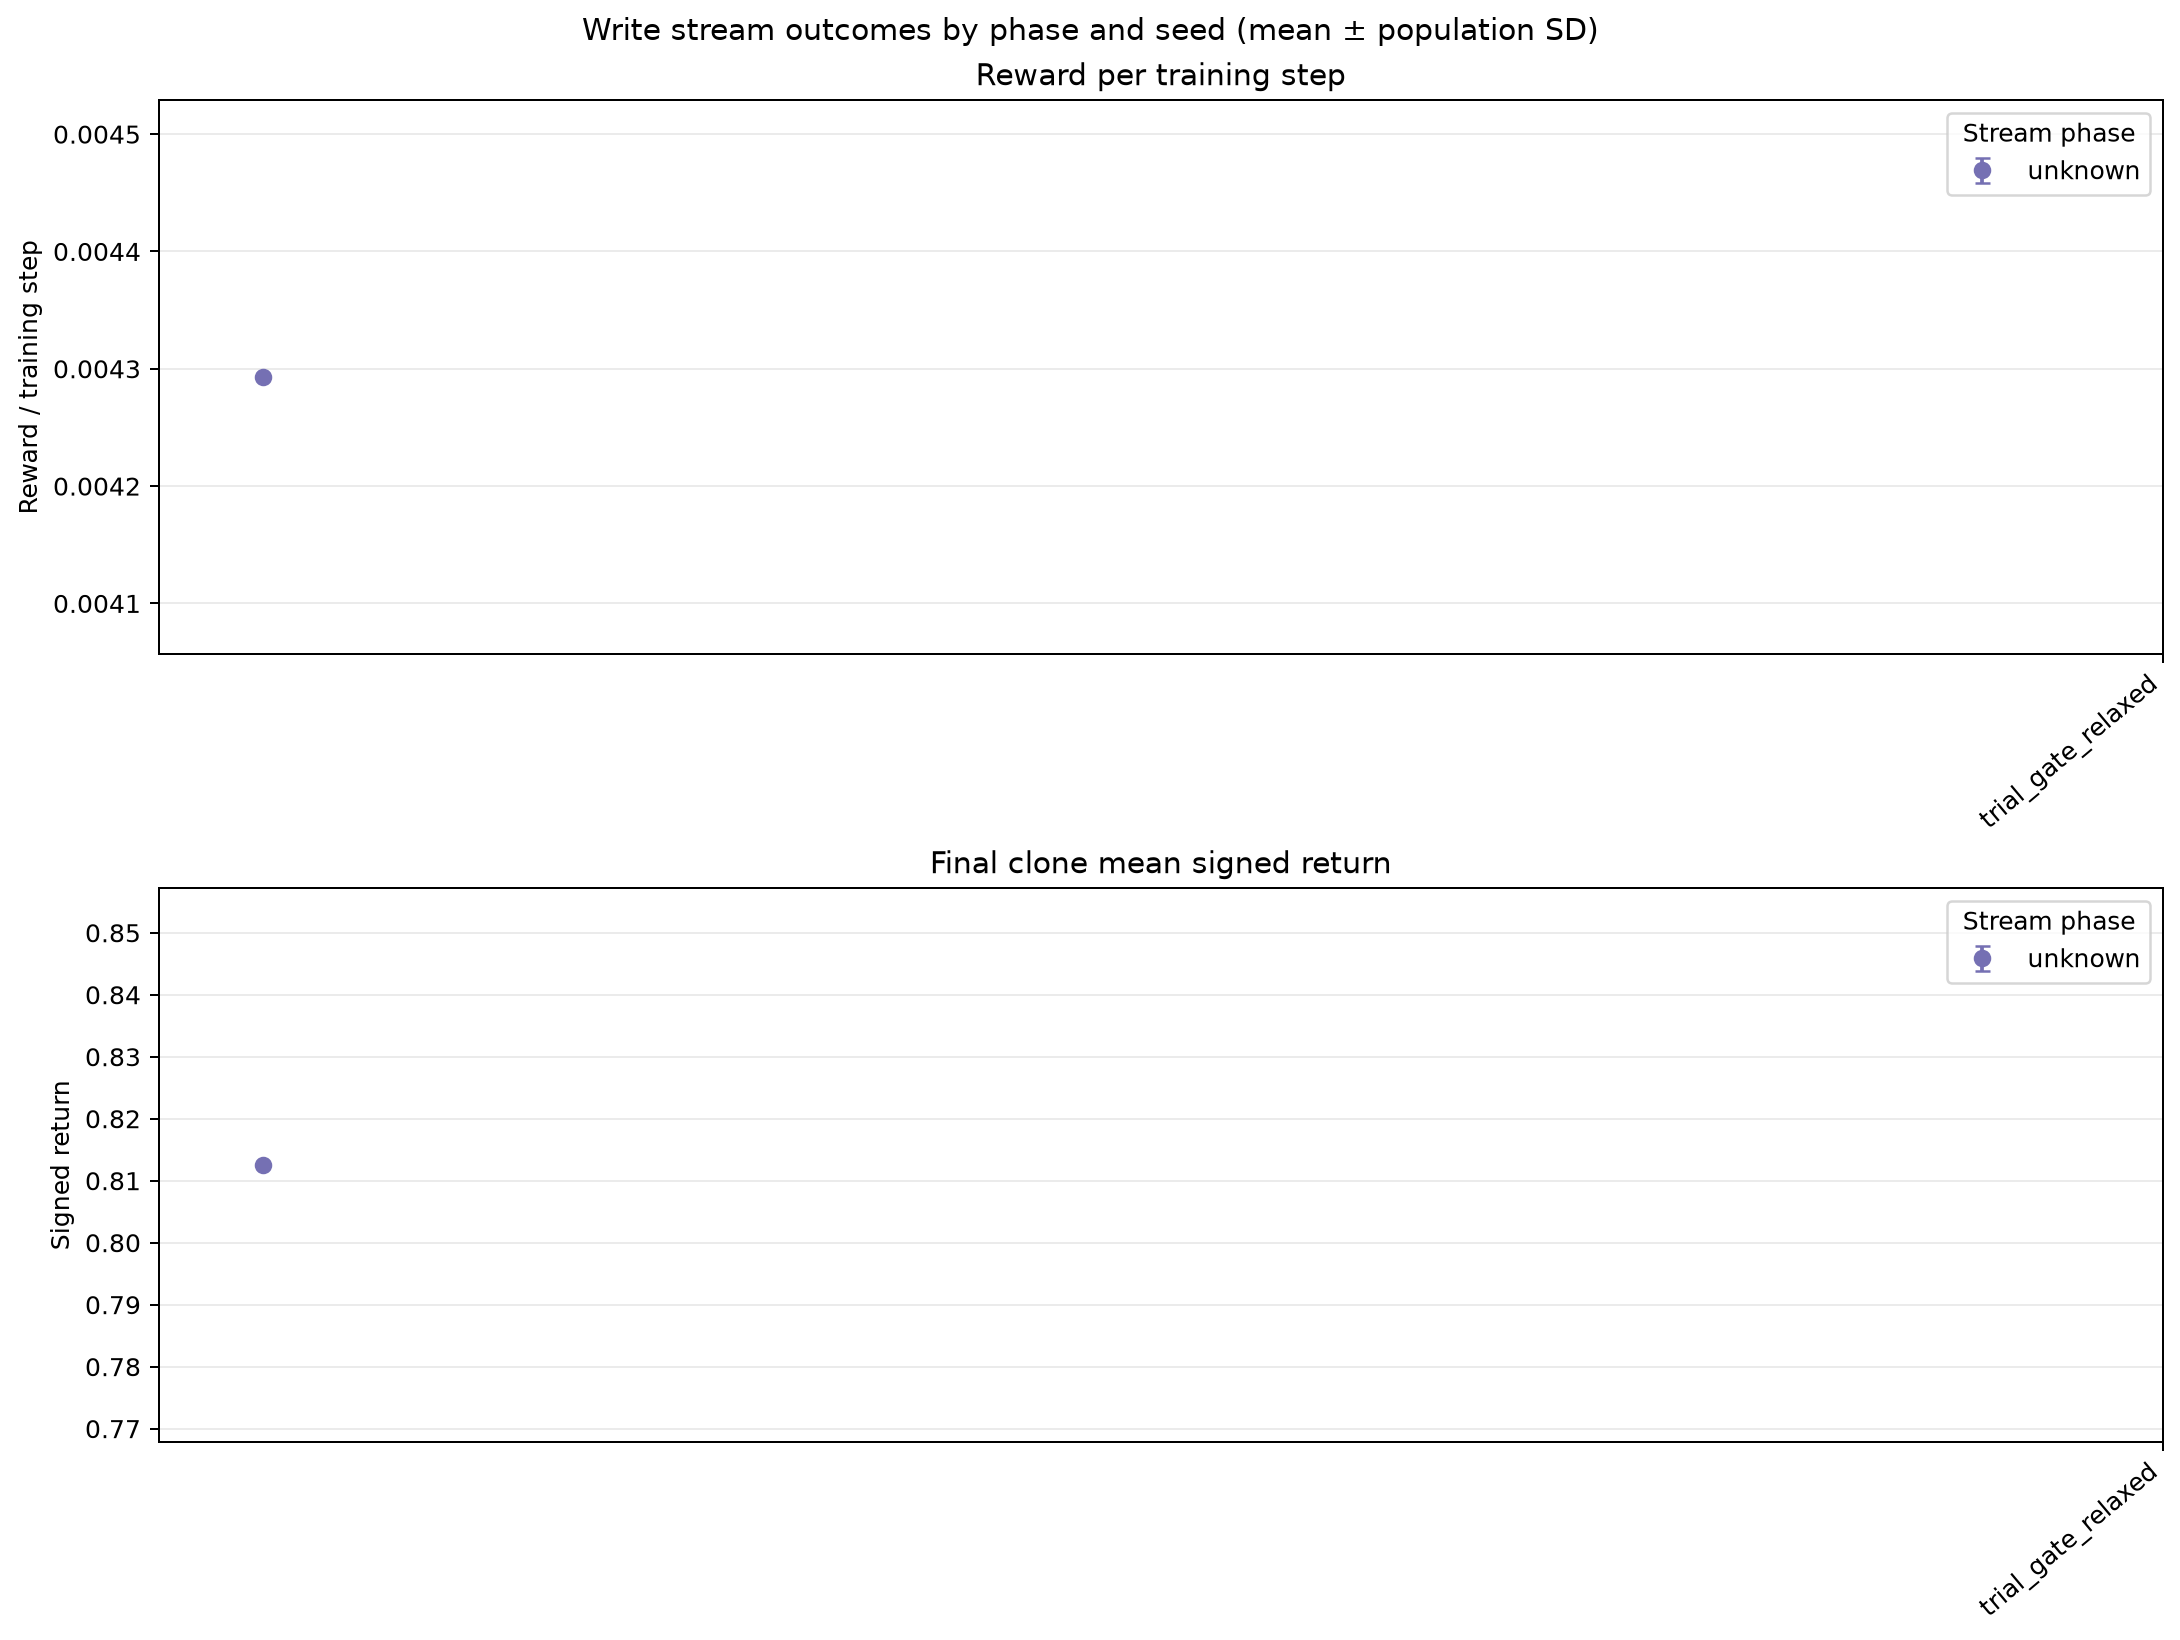 Write stream outcomes by phase and seed (mean ± population SD)
Reward per training step
Reward / training step
0.0045
0.0044
0.0043
0.0042
0.0041
Stream phase
unknown
trial_gate_relaxed
Final clone mean signed return
Signed return
0.85
0.84
0.83
0.82
0.81
0.80
0.79
0.78
0.77
Stream phase
unknown
trial_gate_relaxed